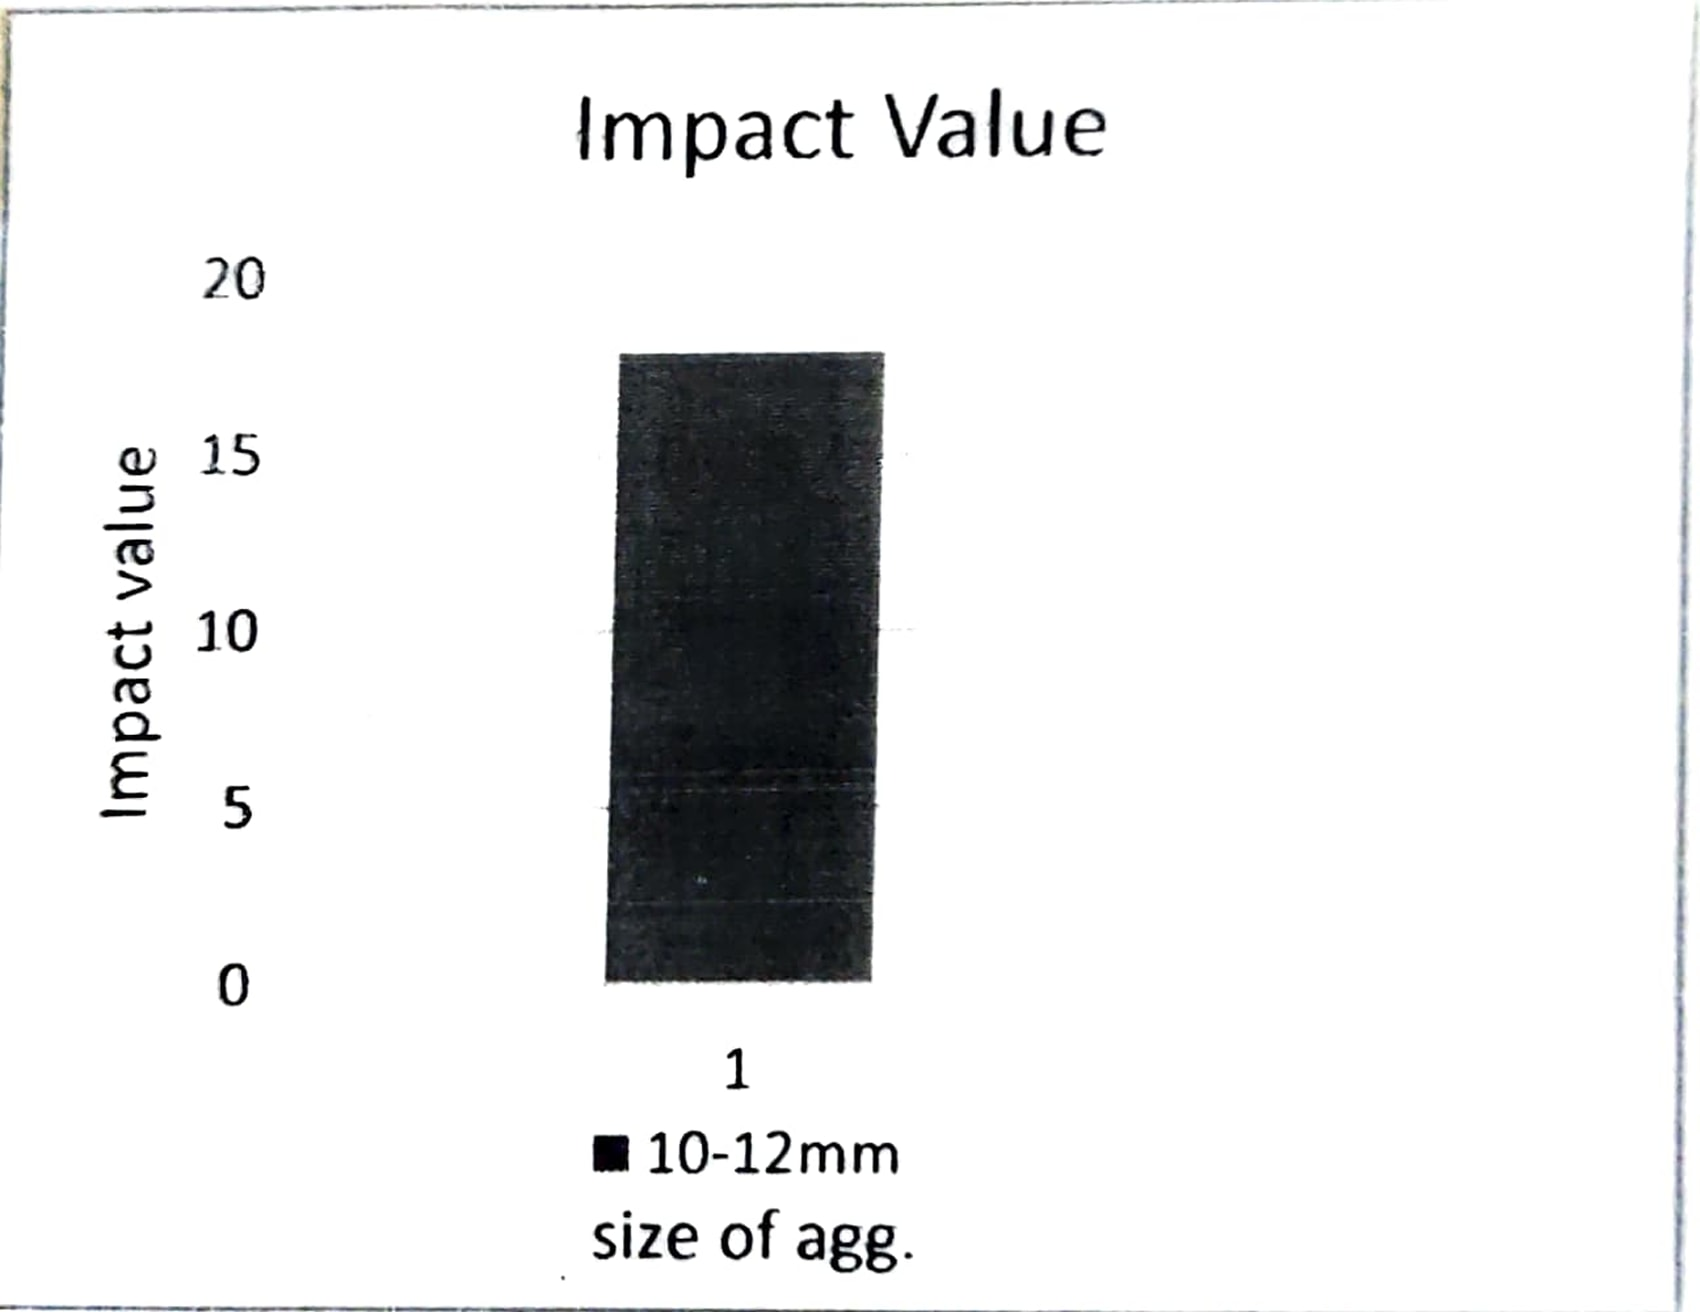 Impact Value
20
15
10
5
0
Impact value
1
10-12mm
size of agg.